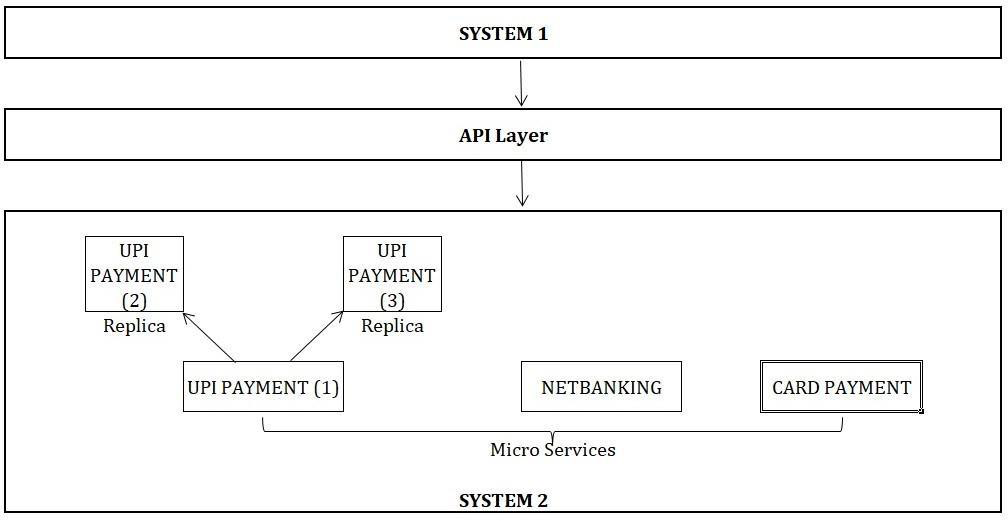 SYSTEM 1
API Layer
UPI
PAYMENT
(2)
Replica
UPI
PAYMENT
(3)
Replica
UPI PAYMENT (1)
NETBANKING
CARD PAYMENT
Micro Services
SYSTEM 2